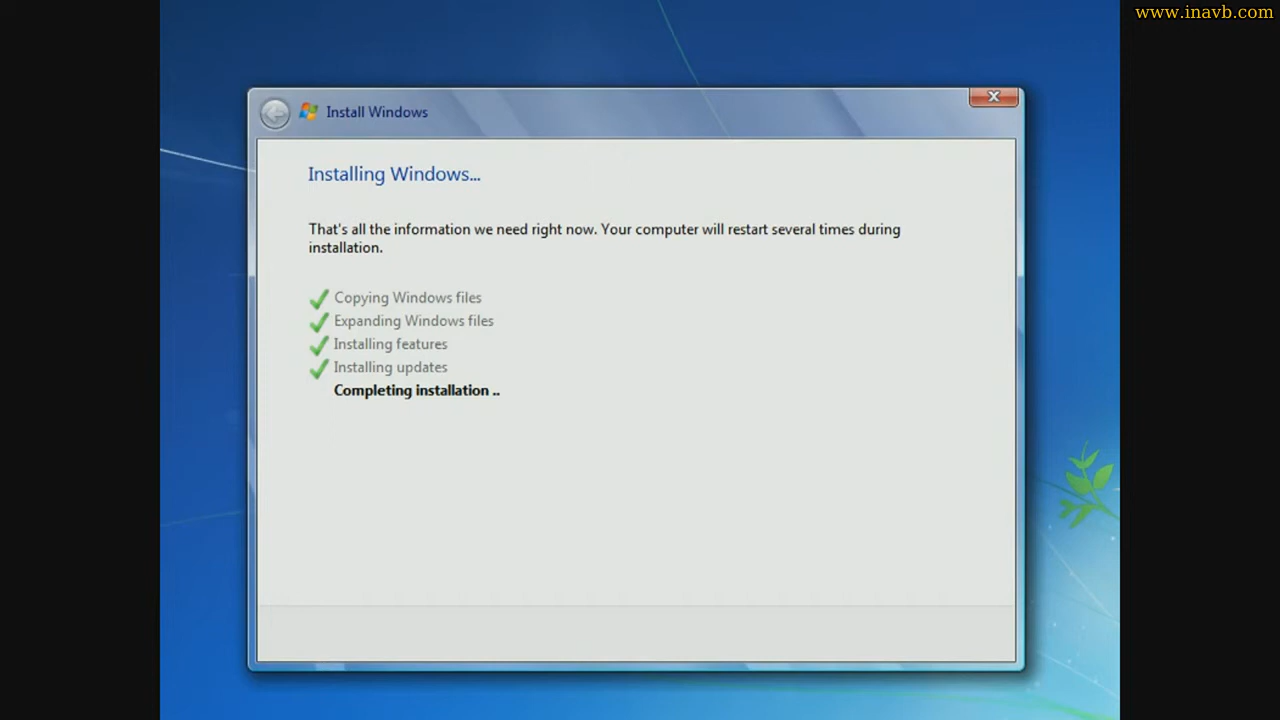 www.inavb.com
Install Windows
Installing Windows...
That's all the information we need right now. Your computer will restart several times during
installation.
Copying Windows files
Expanding Windows files
Installing features
Installing updates
Completing installation ..